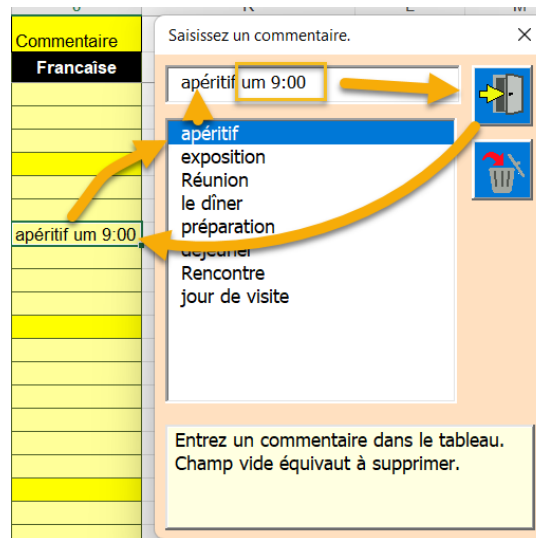 Commentaire
Francaîse
apéritif um 9:00
Saisissez un commentaire.
apéritif um 9:00
apéritif
exposition
Réunion
le dîner
préparation
déjeuner
Rencontre
jour de visite
Entrez un commentaire dans le tableau.
Champ vide équivaut à supprimer.